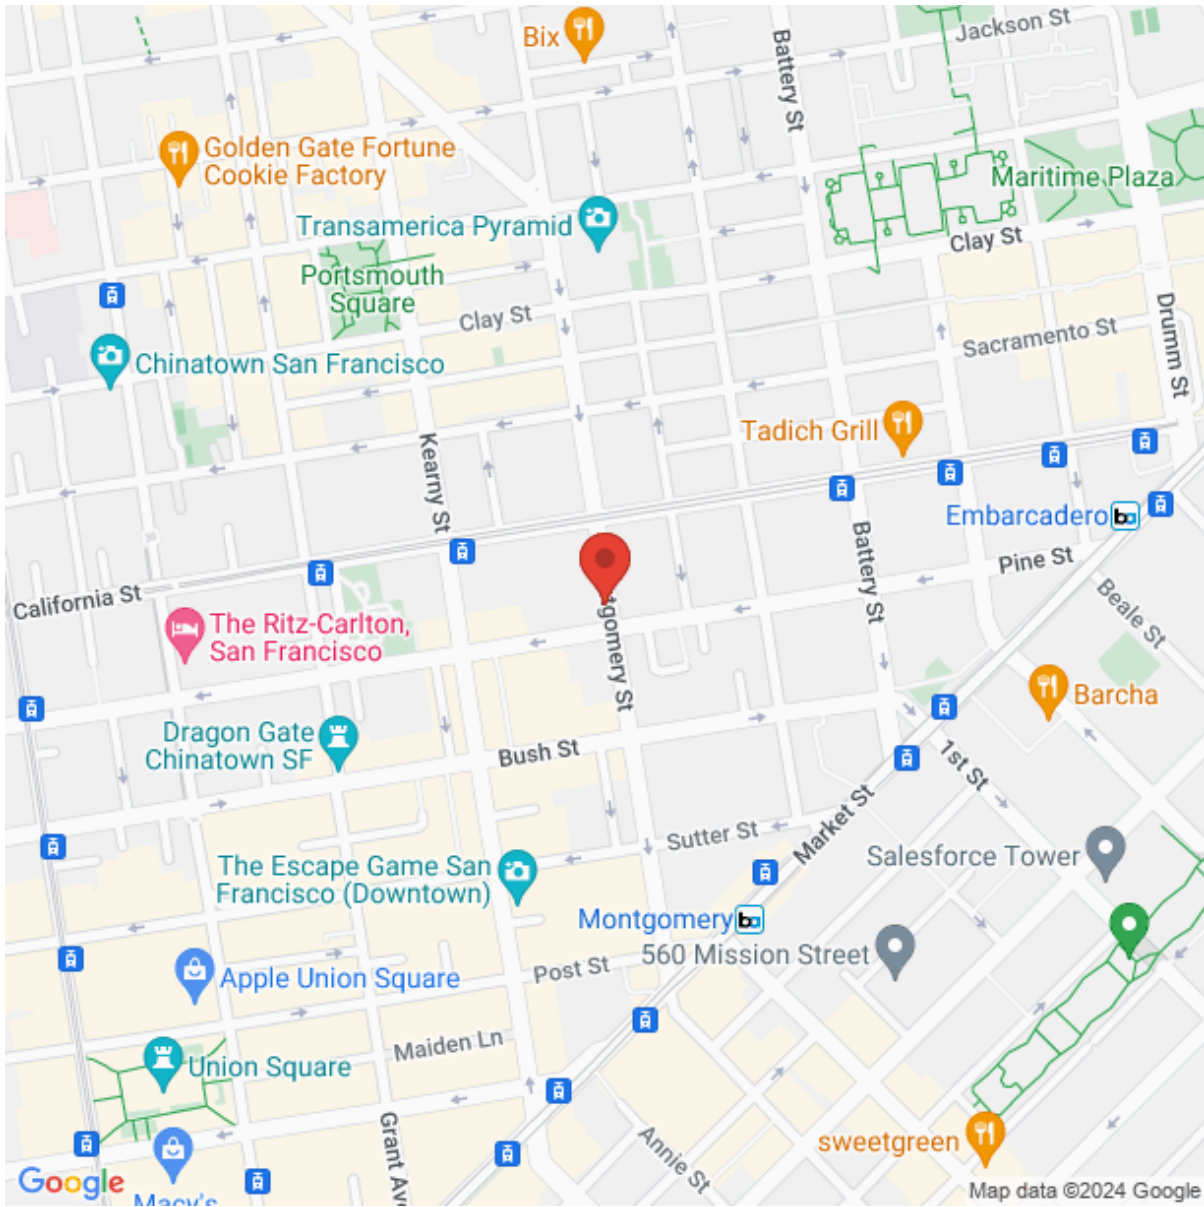 Jackson St
Bix
Battery St
Golden Gate Fortune
Cookie Factory
Maritime Plaza
Transamerica Pyramid
Clay St
Portsmouth
Square
Clay St
Drumm St
Sacramento St
Chinatown San Francisco
Tadich Grill
Kearny St
Embarcadero
ba
Battery St
Pine St
California St
Beale St
The Ritz-Carlton,
San Francisco
tgomery St
Barcha
Dragon Gate
Chinatown SF
Bush St
1st St
Market St
Sutter St
Salesforce Tower
The Escape Game San
Francisco (Downtown)
Montgomery
ba
560 Mission Street
Post St
Apple Union Square
Maiden Ln
Union Square
Grant Ave
Annie St
sweetgreen
Google
Macy's
Map data ©2024 Google